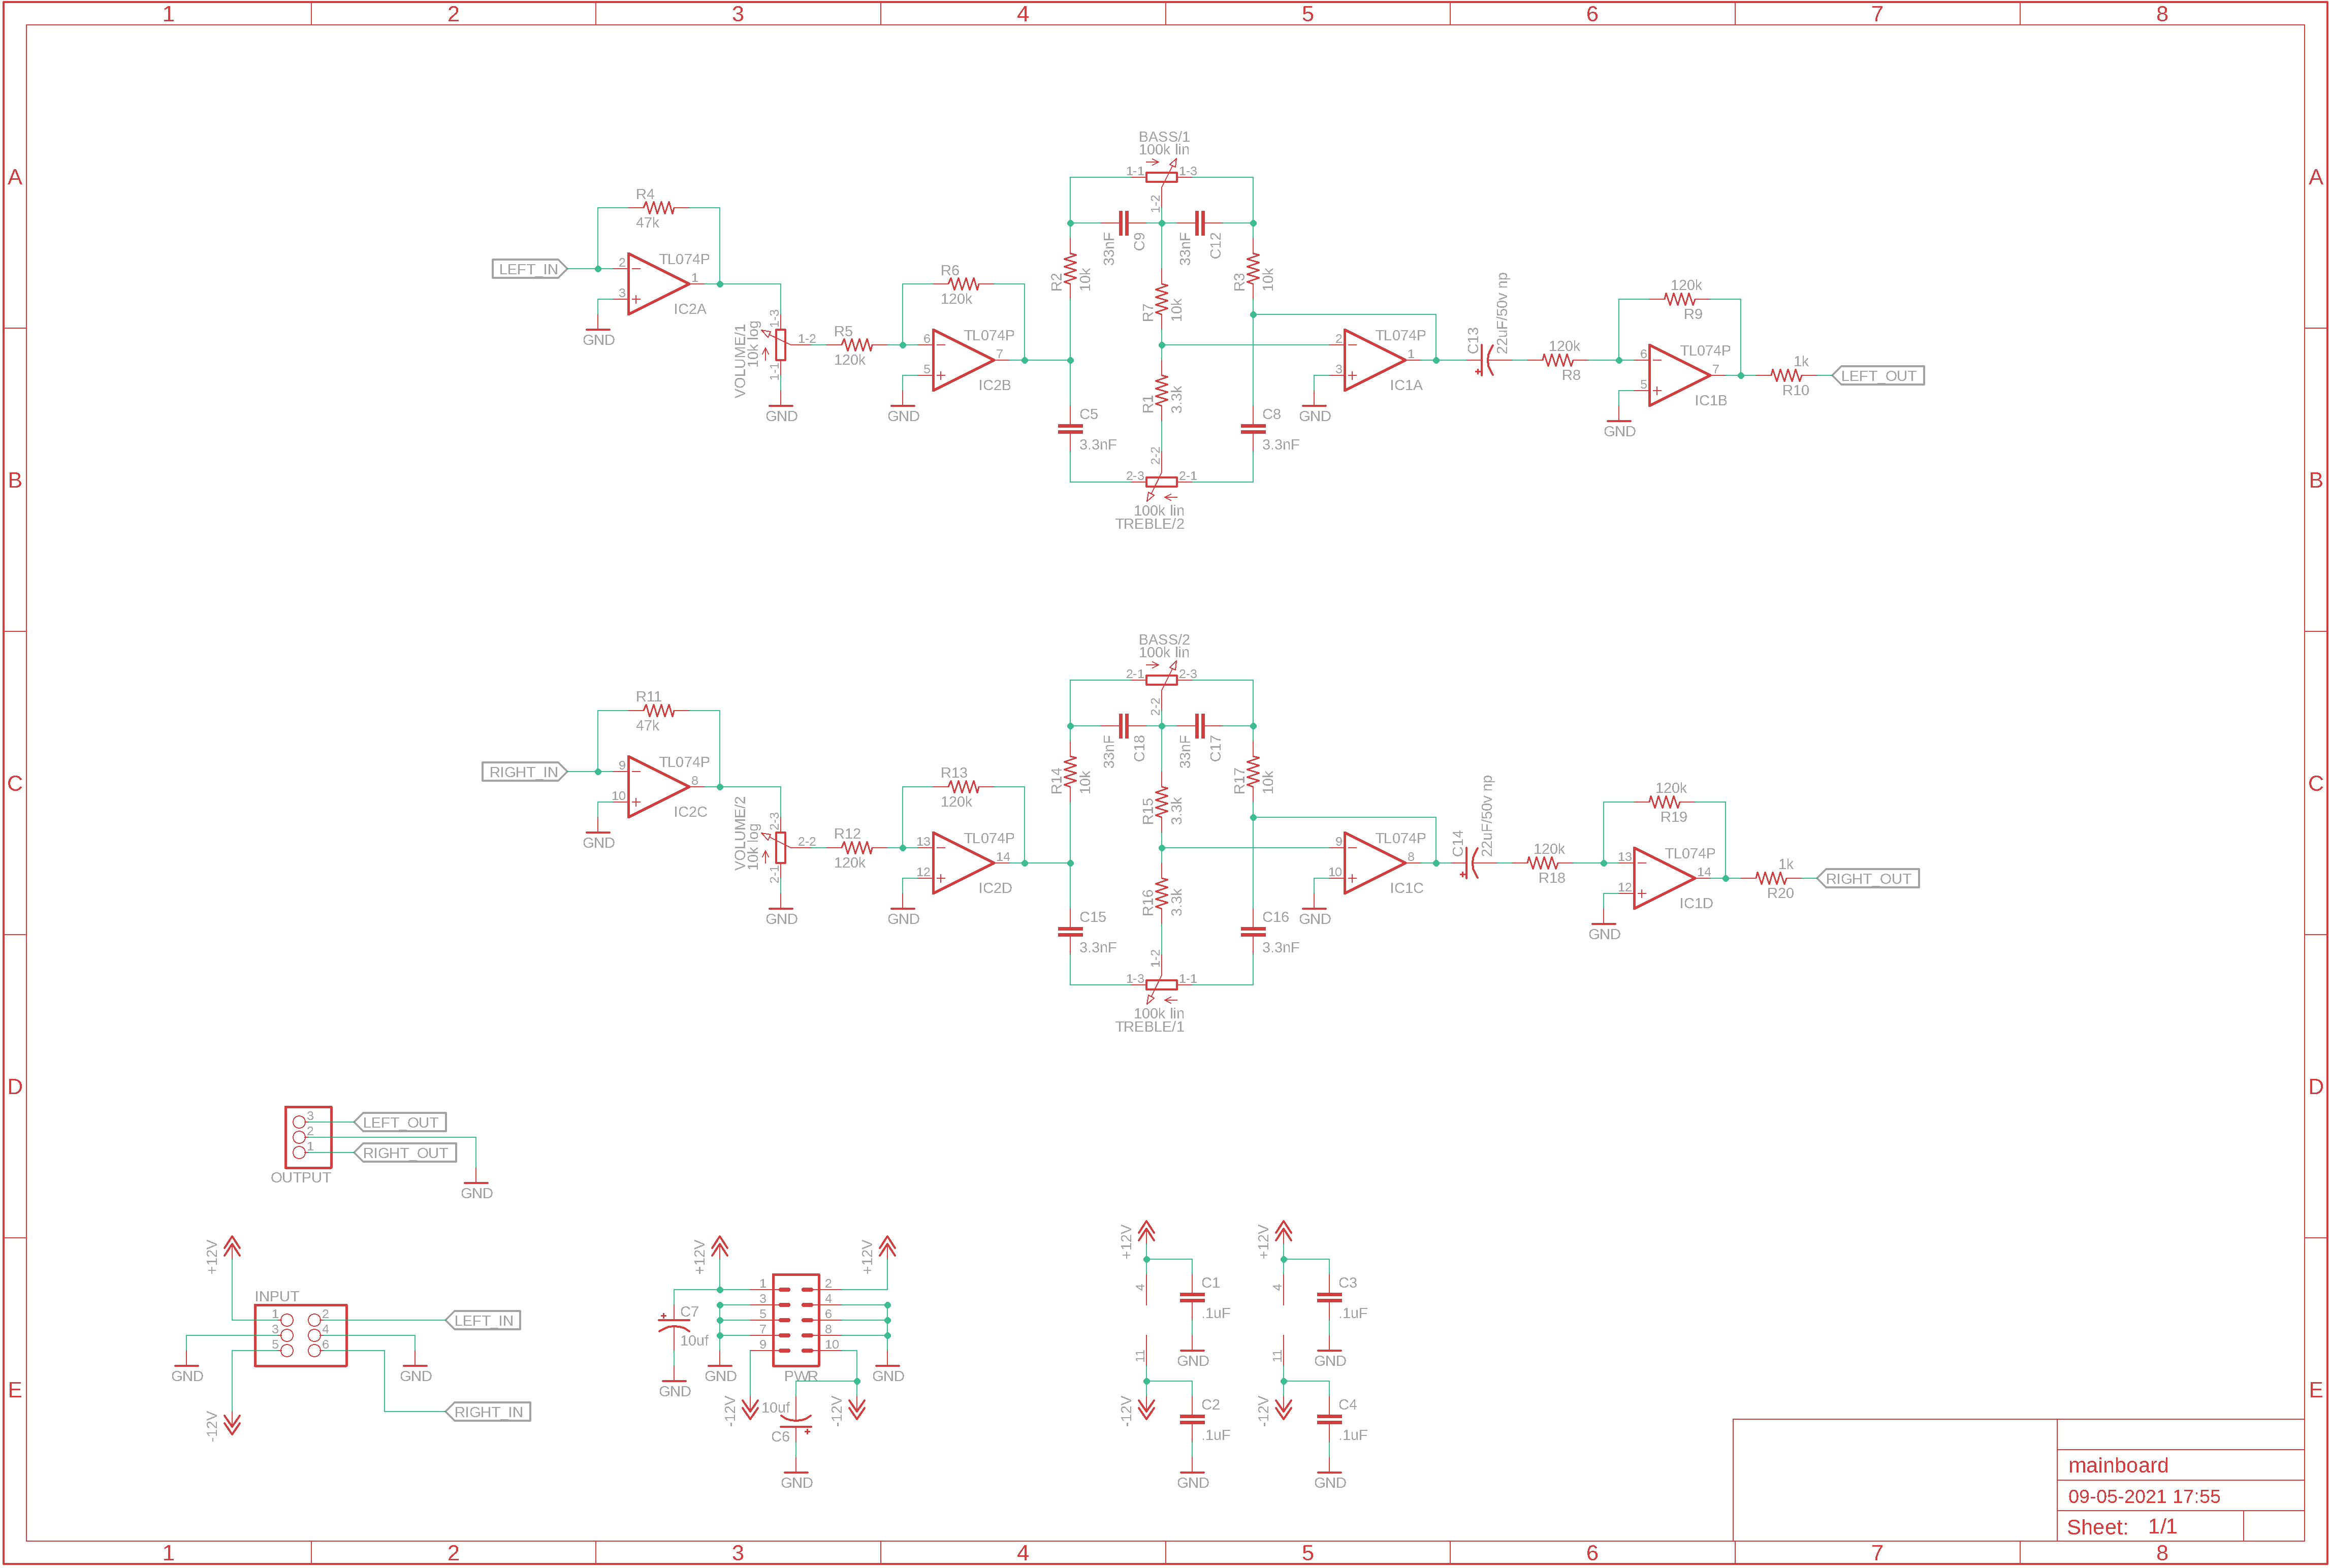 1 2 3 4 5 6 7 8
A A
BASS/1
100k lin
1-1 1-3
1-2
R4
47k
33nF C9 33nF C12
LEFT_IN
2 TL074P
1
3
IC2A
GND
R2 10k
R3 10k
R7 10k
R6
120k
VOLUME/1
10k log
1-3
1-2
1-1
GND
R5
120k
6 TL074P
7
5
IC2B
GND
R1 3.3k
2 TL074P
1
3
IC1A
GND
C13 22uF/50v np
120k
R8
120k
R9
6 TL074P
7
5
IC1B
GND
1k
R10
LEFT_OUT
C5
3.3nF
C8
3.3nF
2-2
2-3 2-1
100k lin
TREBLE/2
B B
BASS/2
100k lin
2-1 2-3
2-2
R11
47k
33nF C18 33nF C17
RIGHT_IN
9 TL074P
8
10
IC2C
GND
R14 10k
R17 10k
R15 3.3k
R13
120k
VOLUME/2
10k log
2-3
2-2
2-1
GND
R12
120k
13 TL074P
14
12
IC2D
GND
R16 3.3k
9 TL074P
8
10
IC1C
GND
C14 22uF/50v np
120k
R18
120k
R19
13 TL074P
14
12
IC1D
GND
1k
R20
RIGHT_OUT
C15
3.3nF
C16
3.3nF
1-2
1-3 1-1
100k lin
TREBLE/1
C C
D D
3 LEFT_OUT
2
1 RIGHT_OUT
OUTPUT
GND
+12V
INPUT
1 2 LEFT_IN
3 4
5 6
GND GND
-12V
RIGHT_IN
+12V +12V
1 2
3 4
5 6
7 8
9 10
C7
10uf
GND
GND
PWR
GND
-12V
10uf
-12V
C6
GND
+12V
4
C1
.1uF
GND
11
-12V
C2
.1uF
GND
+12V
4
C3
.1uF
GND
11
-12V
C4
.1uF
GND
E E
mainboard
09-05-2021 17:55
Sheet: 1/1
1 2 3 4 5 6 7 8